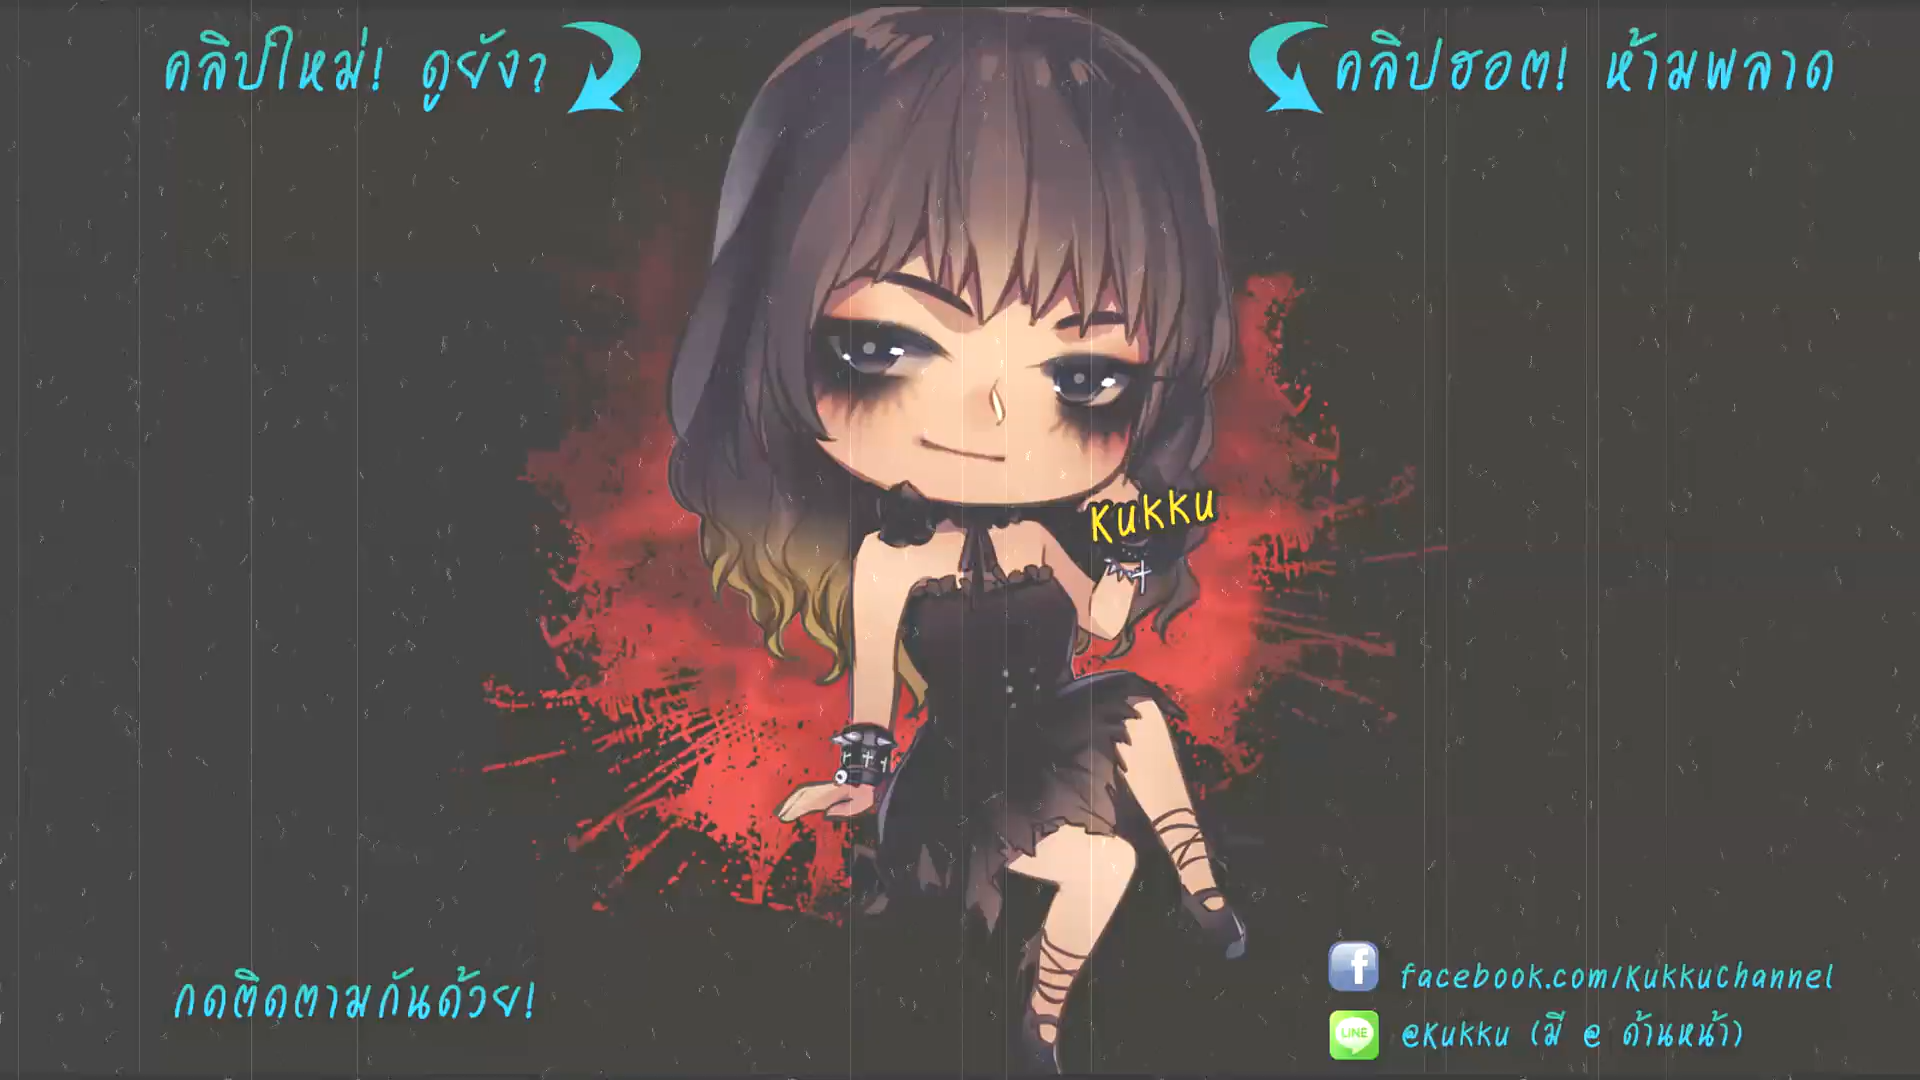 คลิปใหม่! ดูยัง?
คลิปฮอต! ห้ามพลาด
KUKKU
กดติดตามกันด้วย!
facebook.com/KUKKUChannel
LINE
@KUKKU (มี @ ด้านหน้า)